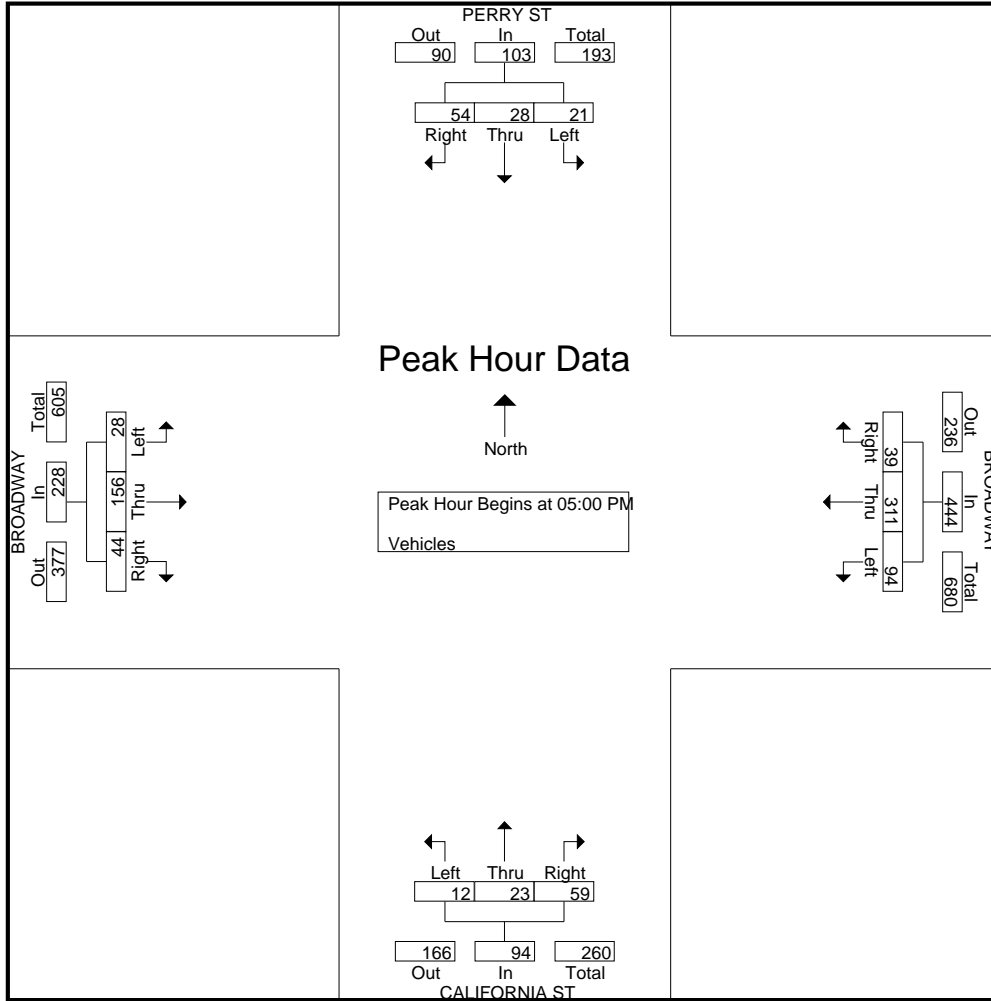 PERRY ST
Out In Total
90 103 193
54 28 21
Right Thru Left
Peak Hour Data
North
Peak Hour Begins at 05:00 PM
Vehicles
BROADWAY
Total In Out
605 228 377
28 156 44
Left Thru Right
BROADWAY
Out In Total
236 444 680
39 311 94
Right Thru Left
Left Thru Right
12 23 59
166 94 260
Out In Total
CALIFORNIA ST